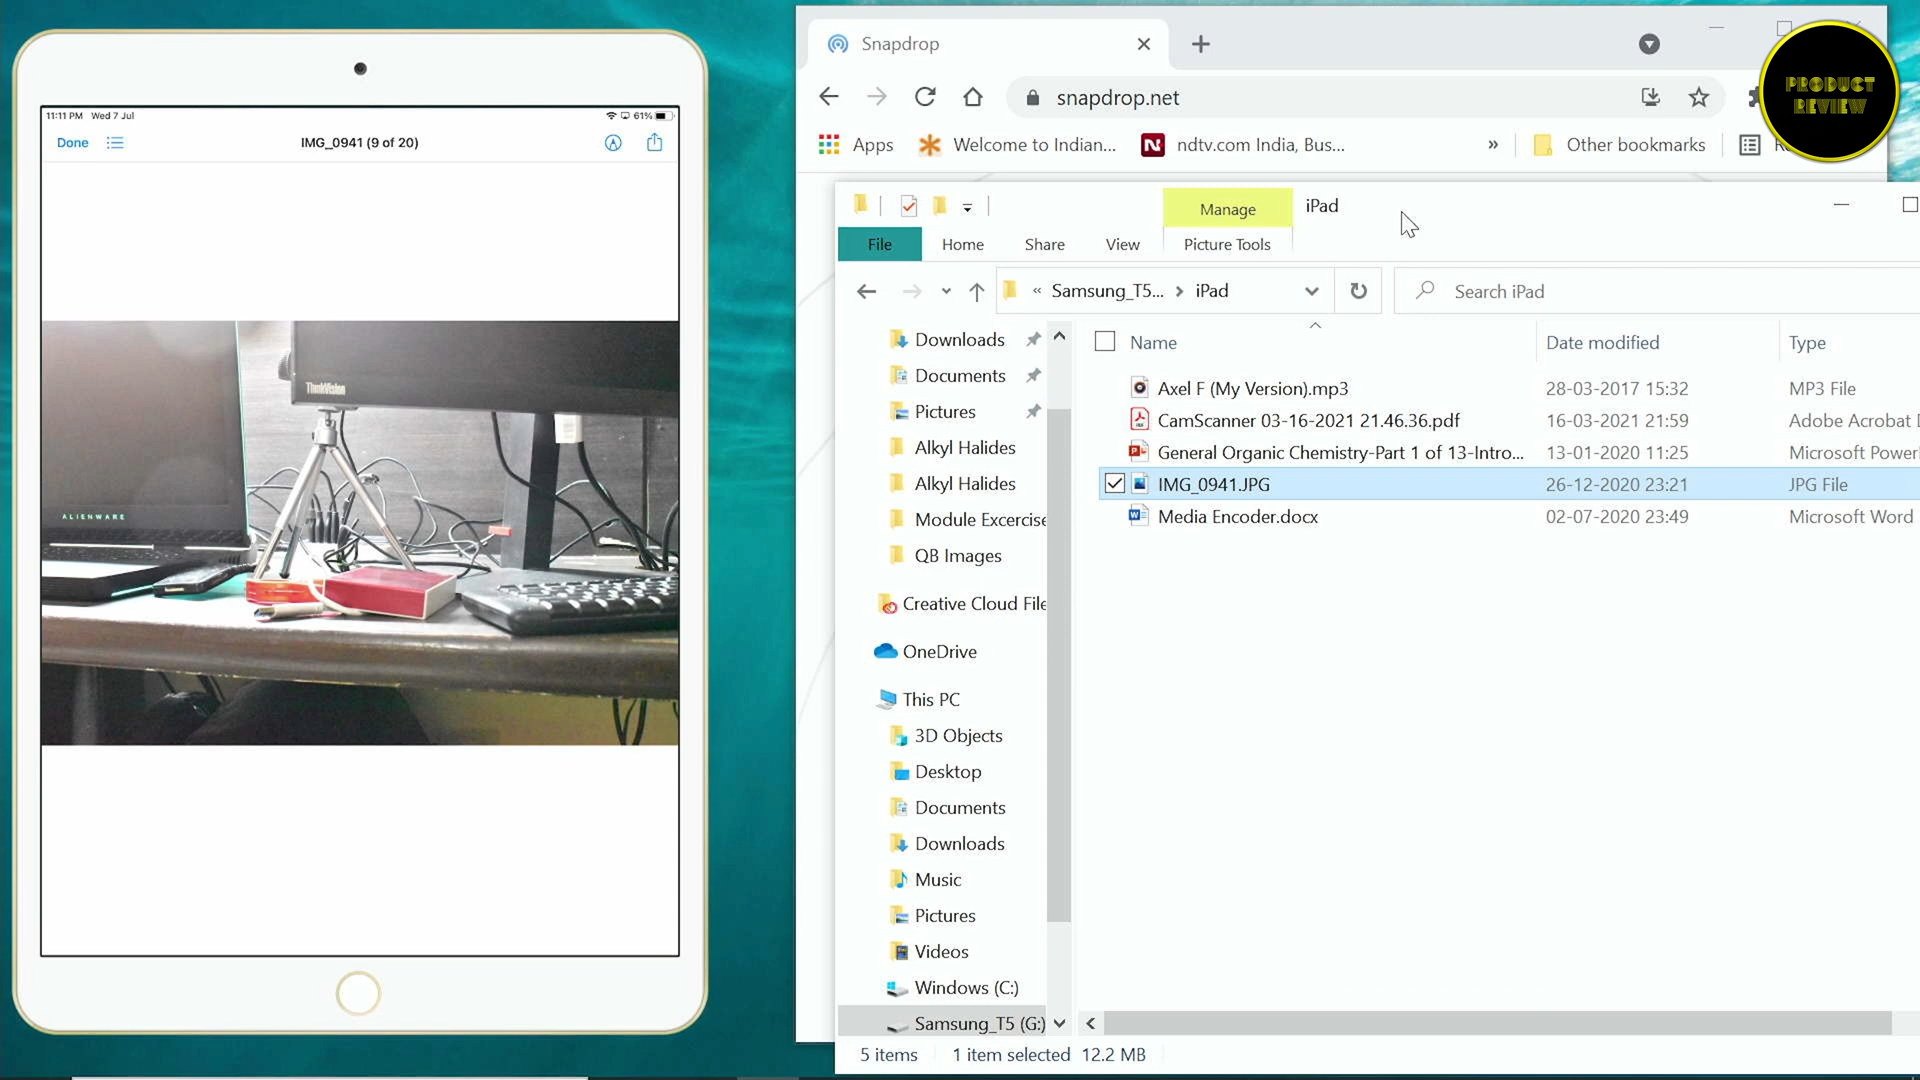 11:11 PM Wed 7 Jul
61%
Done
IMG_0941 (9 of 20)
ThinkVision
ALIENWARE
Snapdrop
snapdrop.net
PRODUCT
REVIEW
Apps
Welcome to Indian...
ndtv.com India, Bus...
»
Other bookmarks
Manage
iPad
File
Home
Share
View
Picture Tools
« Samsung_T5... > iPad
Search iPad
Name
Date modified
Type
Axel F (My Version).mp3 28-03-2017 15:32 MP3 File
CamScanner 03-16-2021 21.46.36.pdf 16-03-2021 21:59 Adobe Acrobat
General Organic Chemistry-Part 1 of 13-Intro... 13-01-2020 11:25 Microsoft Power
IMG_0941.JPG 26-12-2020 23:21 JPG File
Media Encoder.docx 02-07-2020 23:49 Microsoft Word
Downloads
Documents
Pictures
Alkyl Halides
Alkyl Halides
Module Excercise
QB Images
Creative Cloud File
OneDrive
This PC
3D Objects
Desktop
Documents
Downloads
Music
Pictures
Videos
Windows (C:)
Samsung_T5 (G:)
5 items
1 item selected 12.2 MB